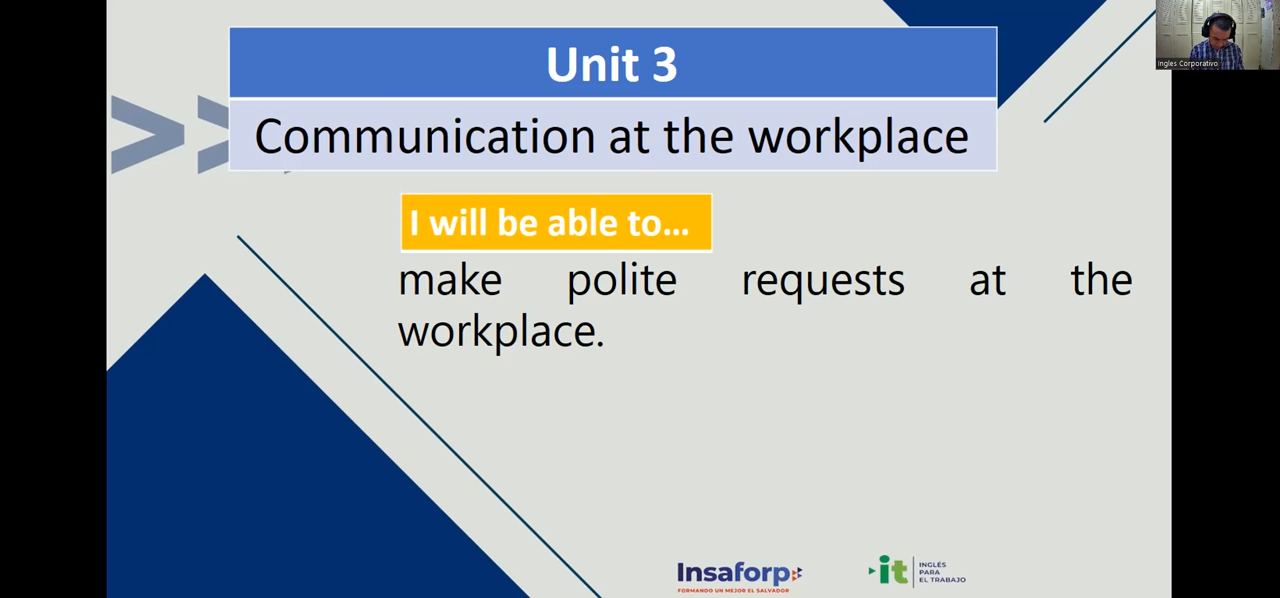 Unit 3
Ingles Corporativo
>>
Communication at the workplace
I will be able to...
make polite requests at the
workplace.
Insaforp
FORMANDO UN MEJOR EL SALVADOR
it
INGLÉS
PARA
EL TRABAJO